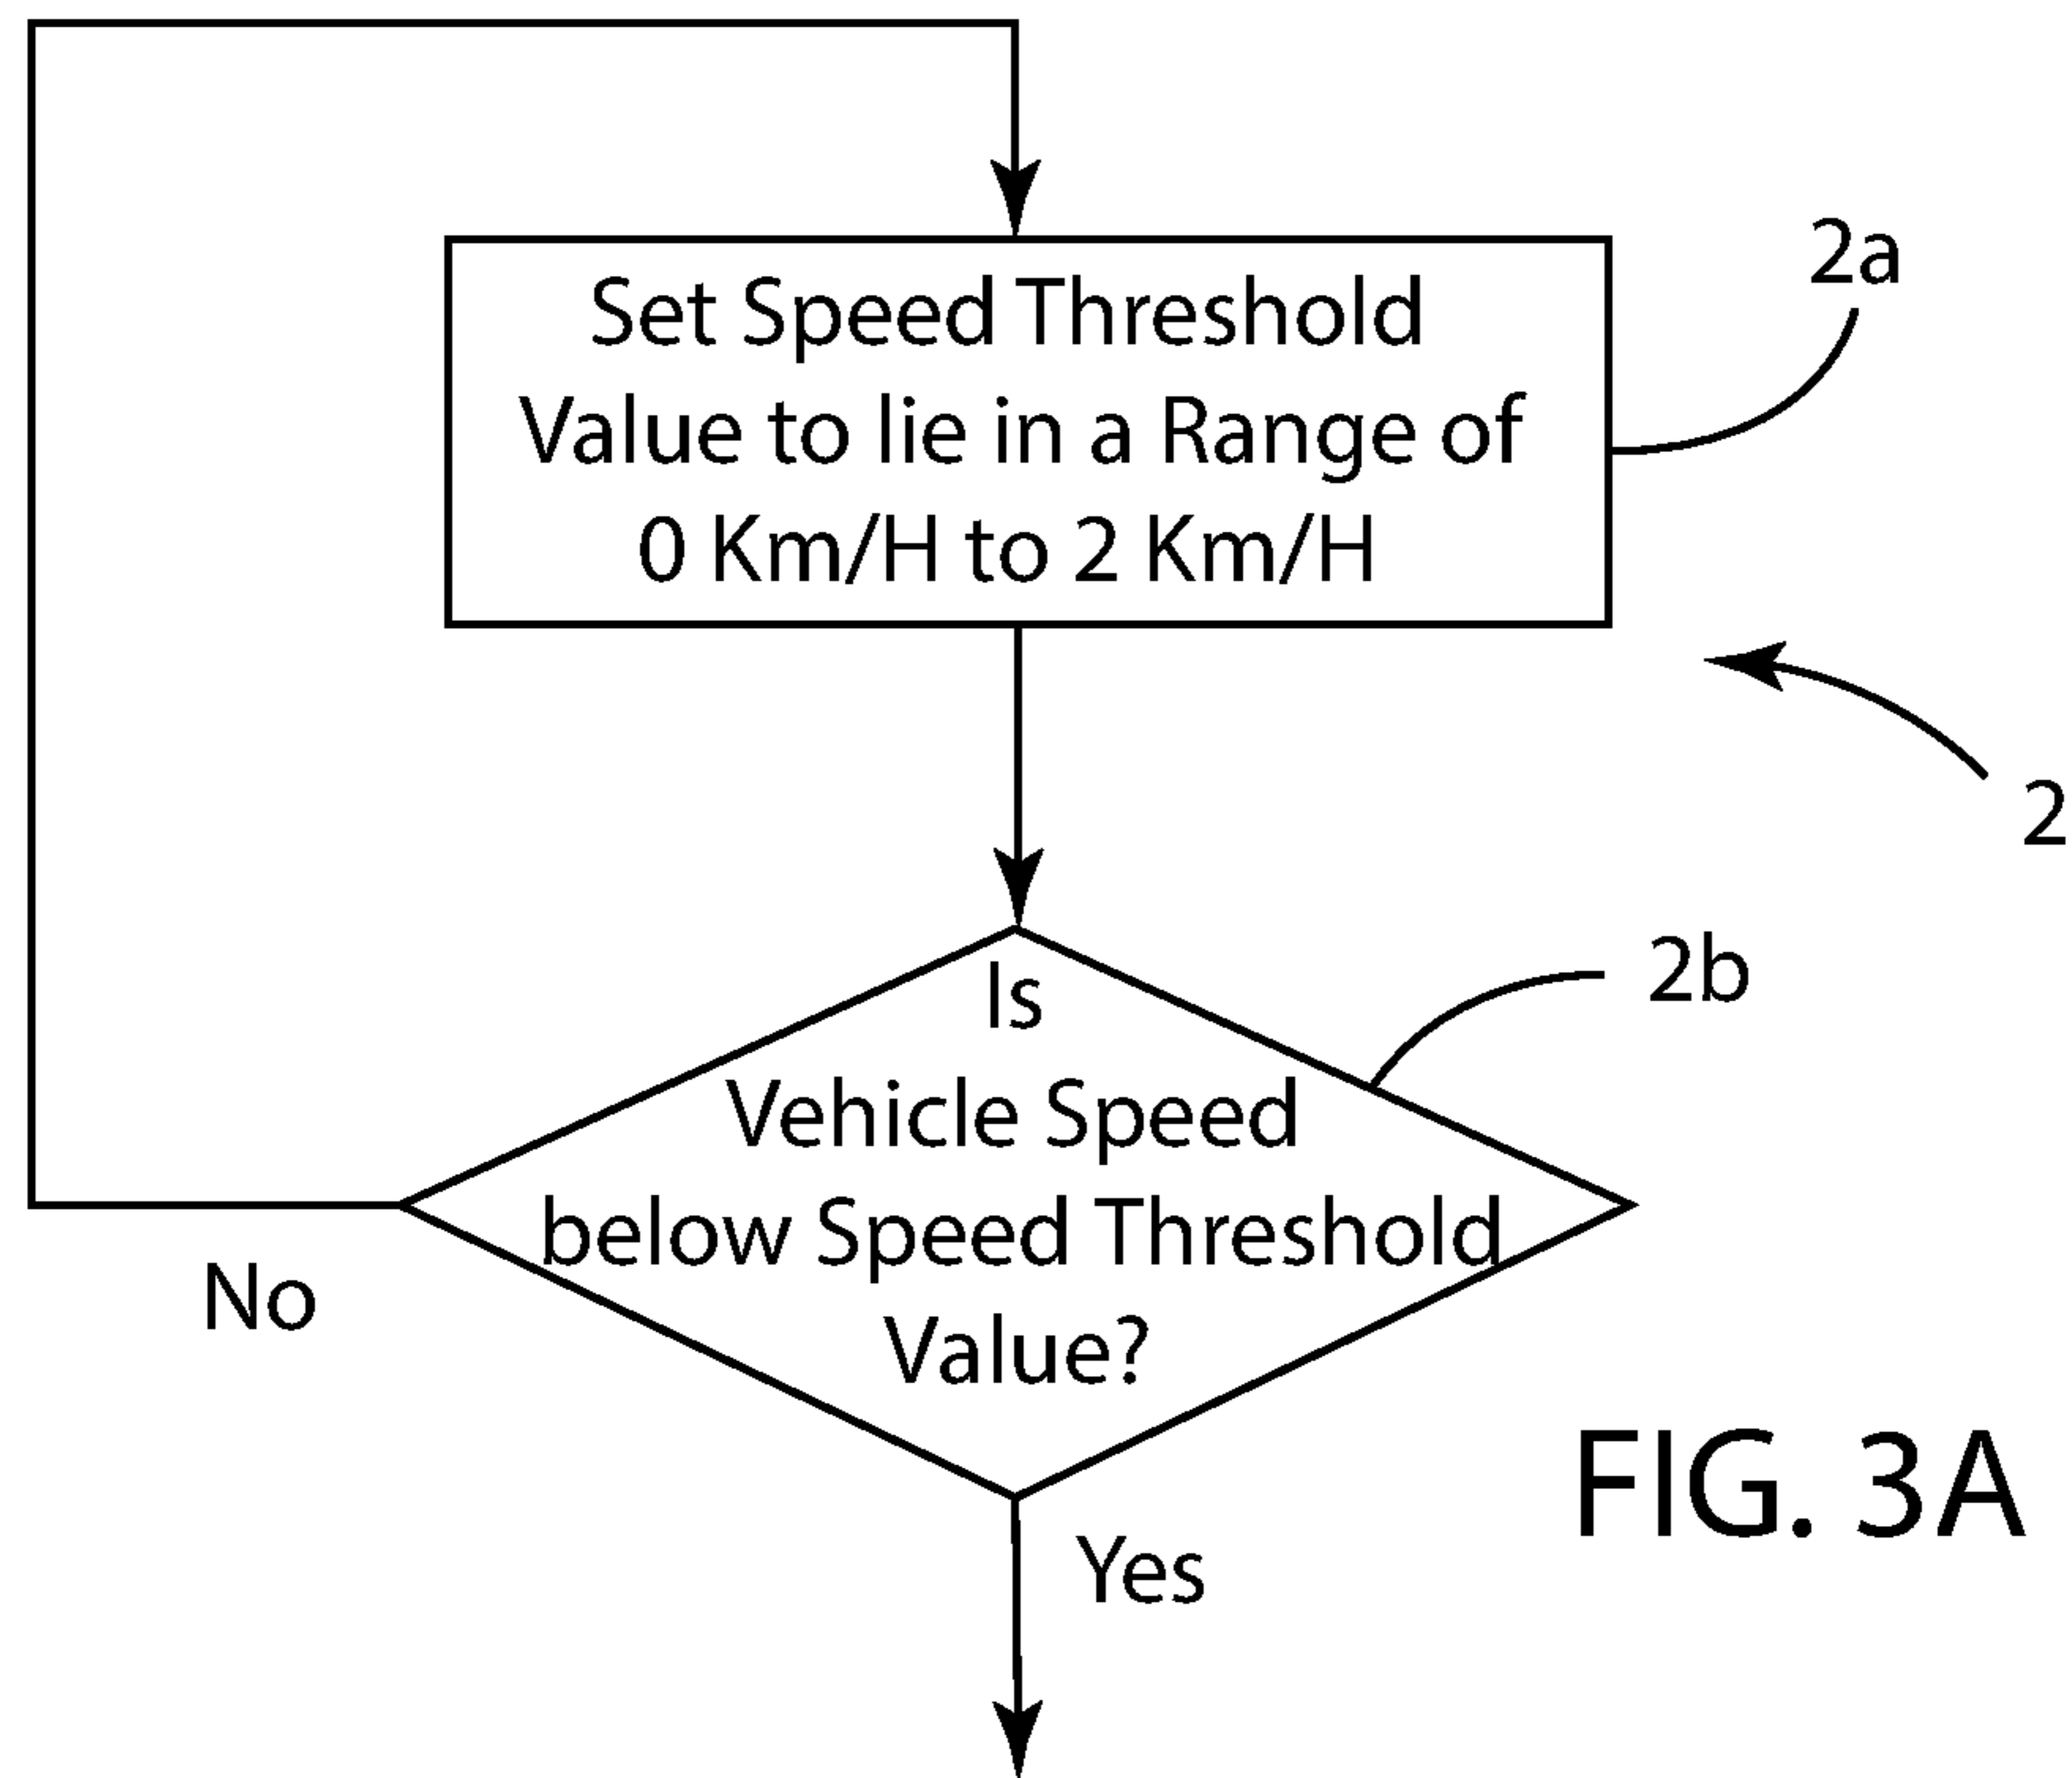 Set Speed Threshold
Value to lie in a Range of
0 Km/H to 2 Km/H
2a
2
Is
Vehicle Speed
below Speed Threshold
Value?
2b
No
Yes
FIG. 3A